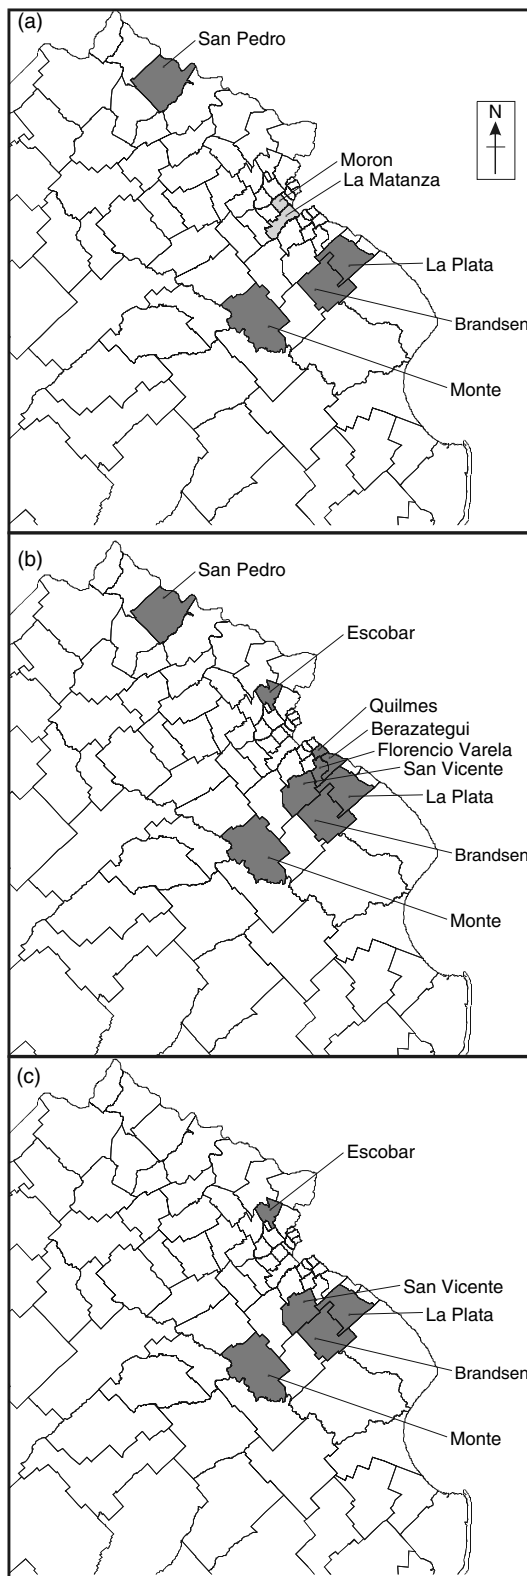 (a)
San Pedro
N
Moron
La Matanza
La Plata
Brandsen
Monte
(b)
San Pedro
Escobar
Quilmes
Berazategui
Florencio Varela
San Vicente
La Plata
Brandsen
Monte
(c)
Escobar
San Vicente
La Plata
Brandsen
Monte